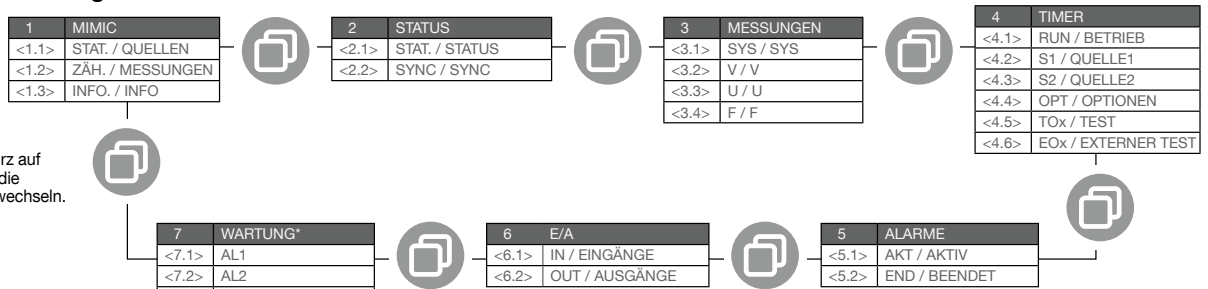 1 MIMIC
<1.1> STAT. / QUELLEN
<1.2> ZÄH. / MESSUNGEN
<1.3> INFO. / INFO
2 STATUS
<2.1> STAT. / STATUS
<2.2> SYNC / SYNC
3 MESSUNGEN
<3.1> SYS / SYS
<3.2> V / V
<3.3> U / U
<3.4> F / F
4 TIMER
<4.1> RUN / BETRIEB
<4.2> S1 / QUELLE1
<4.3> S2 / QUELLE2
<4.4> OPT / OPTIONEN
<4.5> TOx / TEST
<4.6> EOx / EXTERNER TEST
rz auf
die
wechseln.
7 WARTUNG*
<7.1> AL1
<7.2> AL2
6 E/A
<6.1> IN / EINGÄNGE
<6.2> OUT / AUSGÄNGE
5 ALARME
<5.1> AKT / AKTIV
<5.2> END / BEENDET